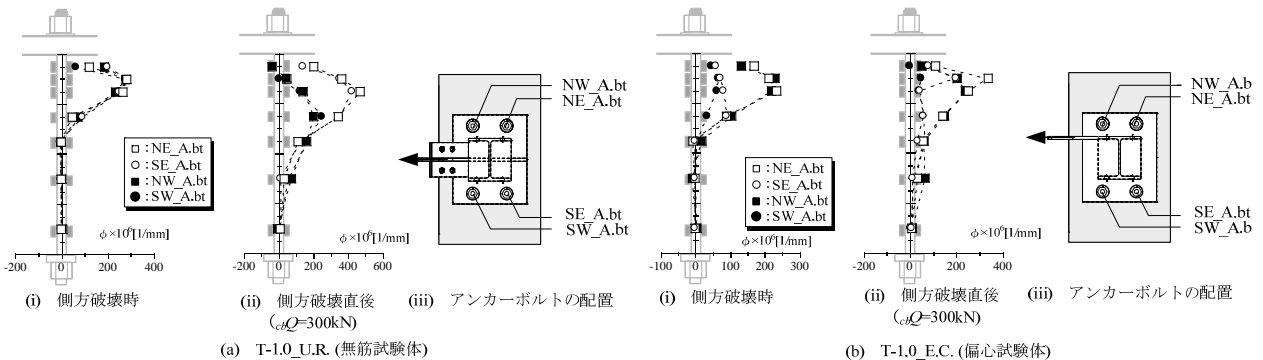 NE_A.bt
SE_A.bt
NW_A.bt
SW_A.bt
φ×10⁶[1/mm]
-200 0 200 400
(i) 側方破壊時
φ×10⁶[1/mm]
-200 0 200 400 600
(ii) 側方破壊直後
(cbQ=300kN)
NW_A.bt
NE_A.bt
SE_A.bt
SW_A.bt
(iii) アンカーボルトの配置
(a) T-1.0_U.R. (無筋試験体)
:NE_A.bt
:SE_A.bt
:NW_A.bt
:SW_A.bt
φ×10⁶[1/mm]
-100 0 100 200 300
(i) 側方破壊時
φ×10⁶[1/mm]
-200 0 200 400
(ii) 側方破壊直後
(cbQ=300kN)
NW_A.b
NE_A.bt
SE_A.bt
SW_A.b
(iii) アンカーボルトの配置
(b) T-1.0_E.C. (偏心試験体)